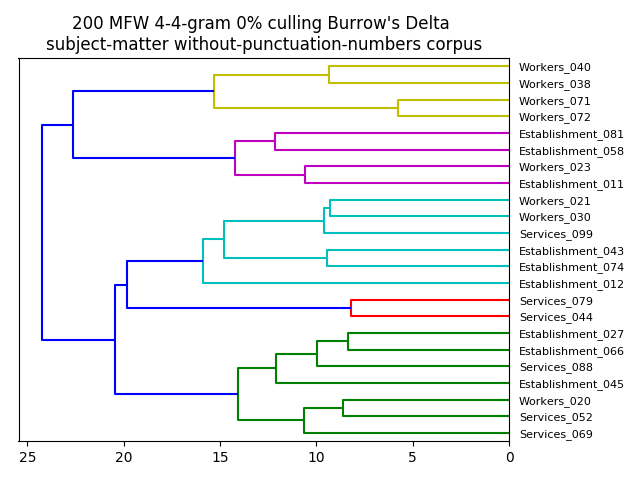 200 MFW 4-4-gram 0% culling Burrow's Delta
subject-matter without-punctuation-numbers corpus
Workers_040
Workers_038
Workers_071
Workers_072
Establishment_081
Establishment_058
Workers_023
Establishment_011
Workers_021
Workers_030
Services_099
Establishment_043
Establishment_074
Establishment_012
Services_079
Services_044
Establishment_027
Establishment_066
Services_088
Establishment_045
Workers_020
Services_052
Services_069
25 20 15 10 5 0